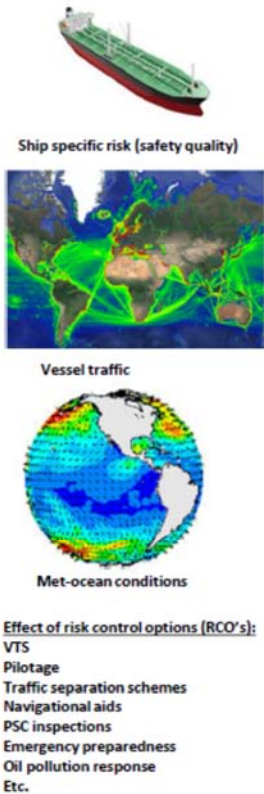 Ship specific risk (safety quality)
Vessel traffic
Met-ocean conditions
Effect of risk control options (RCO's):
VTS
Pilotage
Traffic separation schemes
Navigational aids
PSC inspections
Emergency preparedness
Oil pollution response
Etc.